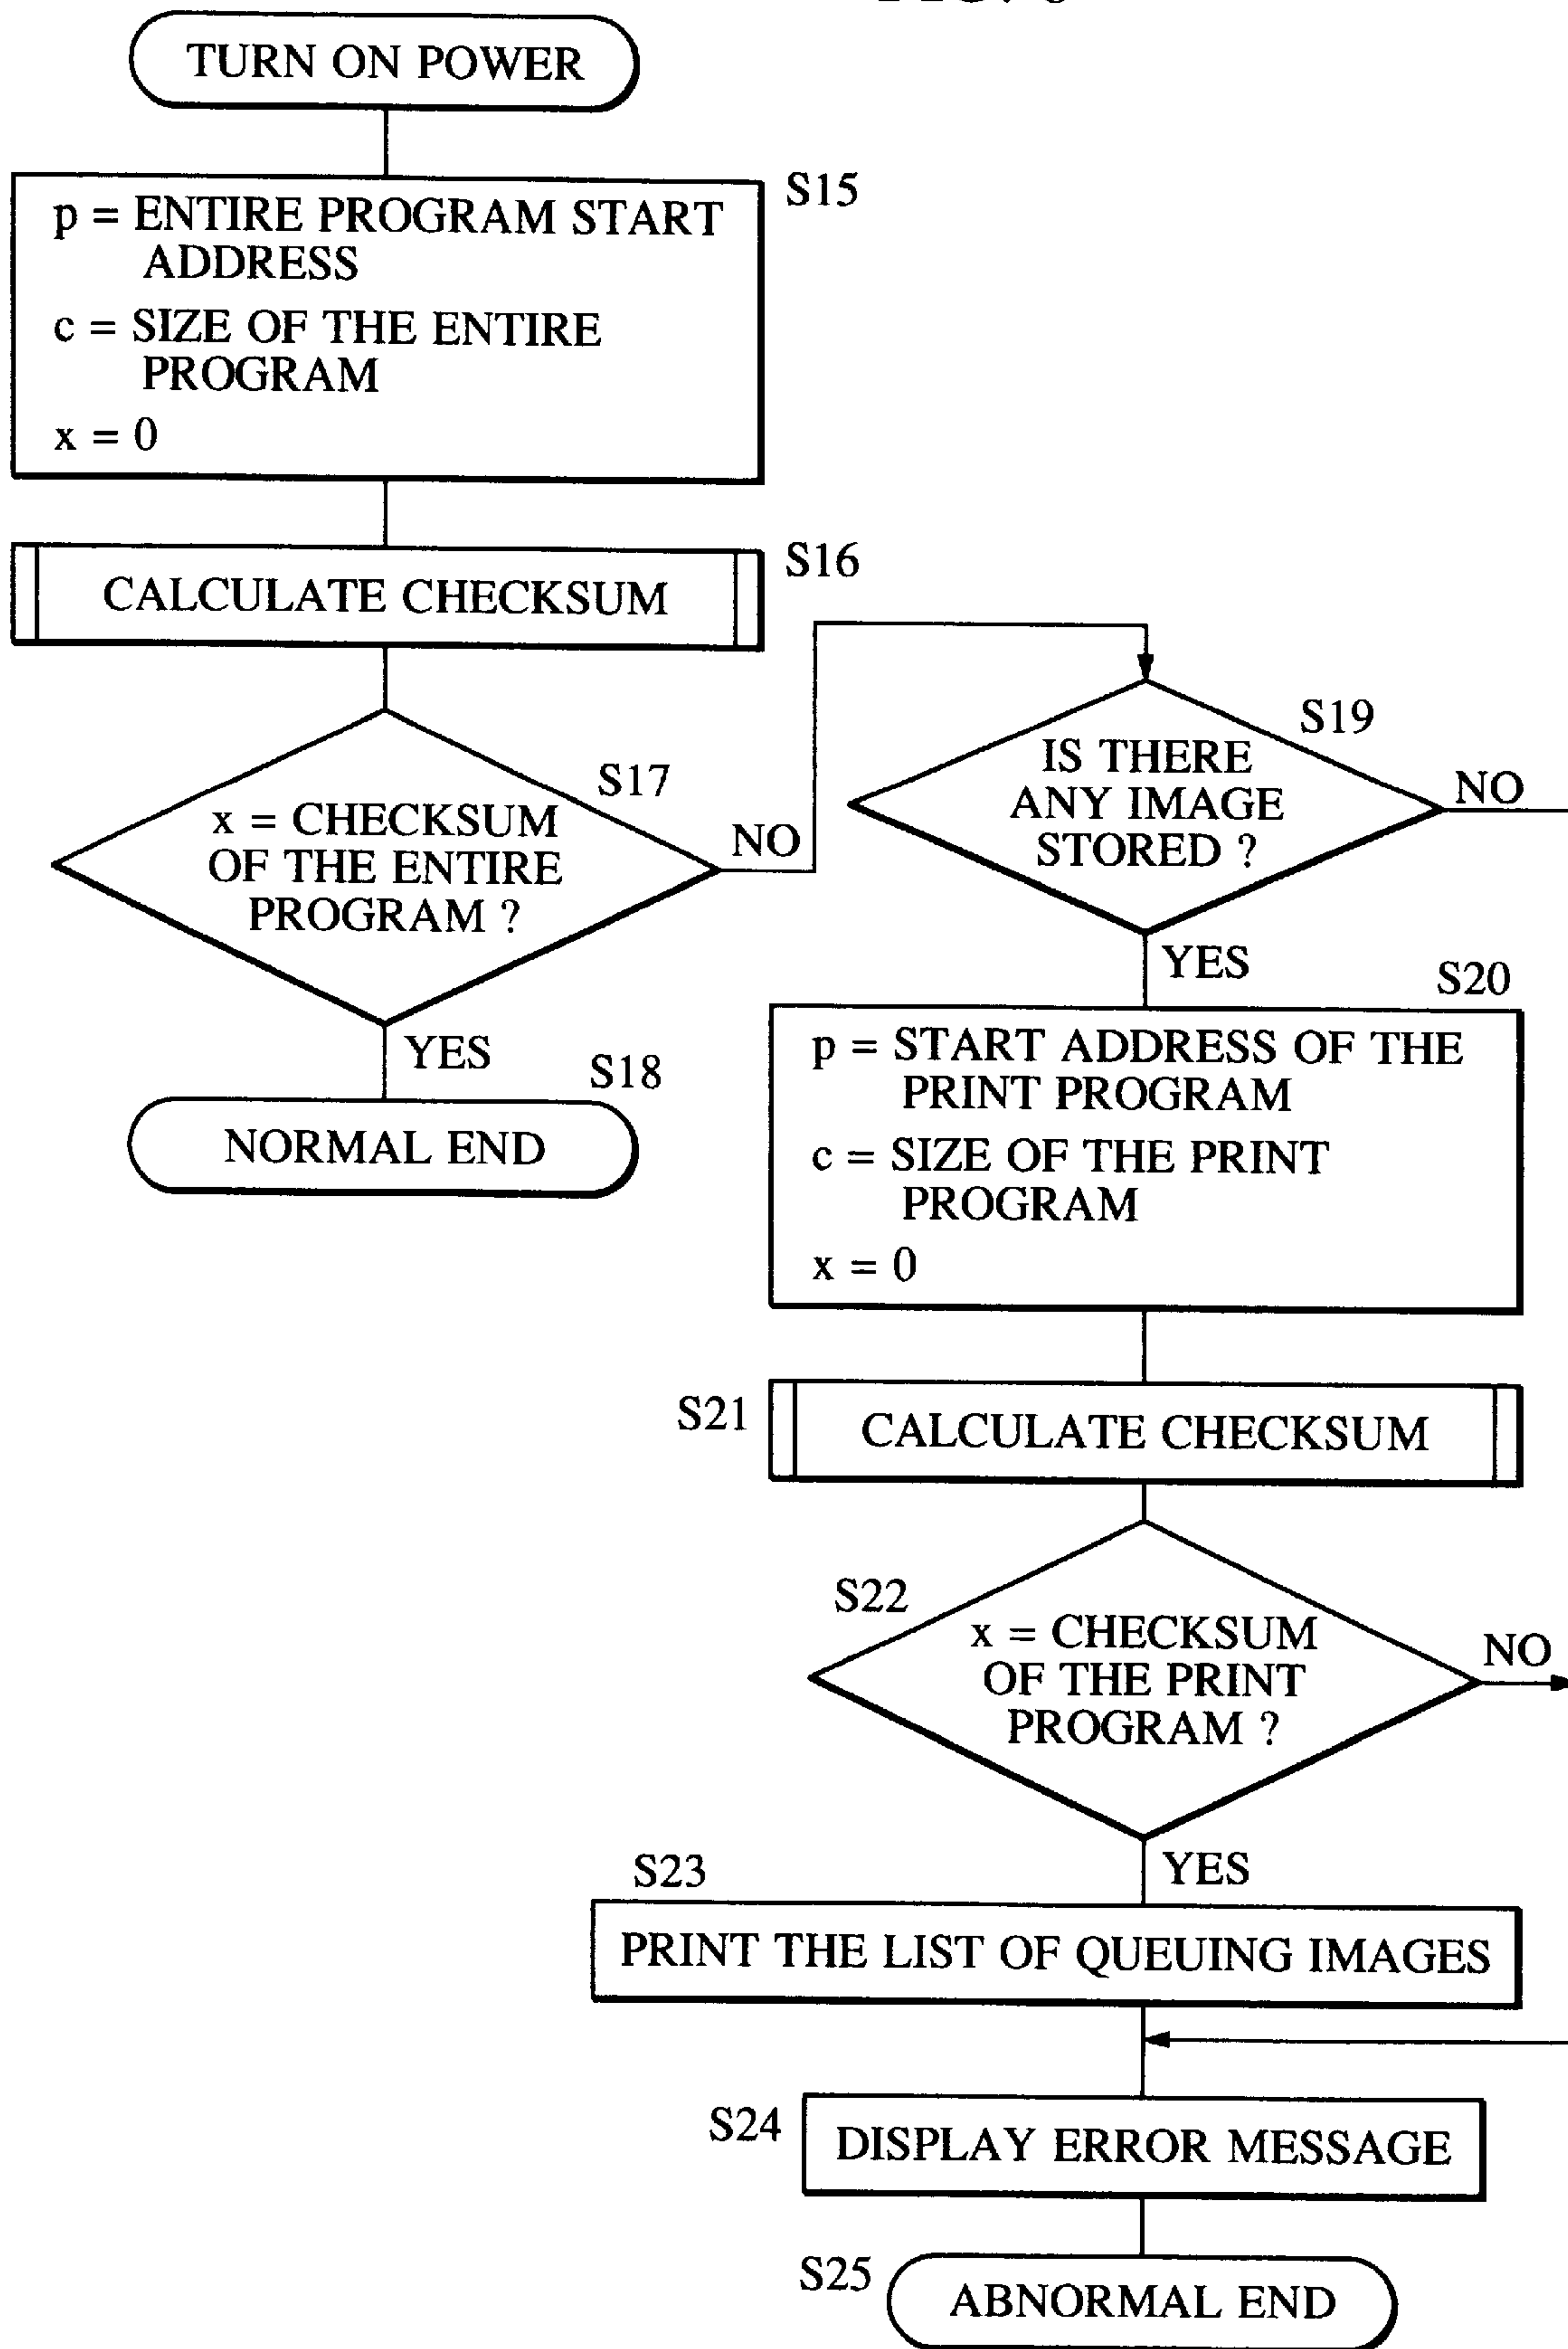 TURN ON POWER
S15
p = ENTIRE PROGRAM START
ADDRESS
c = SIZE OF THE ENTIRE
PROGRAM
x = 0
S16
CALCULATE CHECKSUM
S17
x = CHECKSUM
OF THE ENTIRE
PROGRAM ?
NO
YES
S18
NORMAL END
S19
IS THERE
ANY IMAGE
STORED ?
NO
YES
S20
p = START ADDRESS OF THE
PRINT PROGRAM
c = SIZE OF THE PRINT
PROGRAM
x = 0
S21
CALCULATE CHECKSUM
S22
x = CHECKSUM
OF THE PRINT
PROGRAM ?
NO
YES
S23
PRINT THE LIST OF QUEUING IMAGES
S24
DISPLAY ERROR MESSAGE
S25
ABNORMAL END